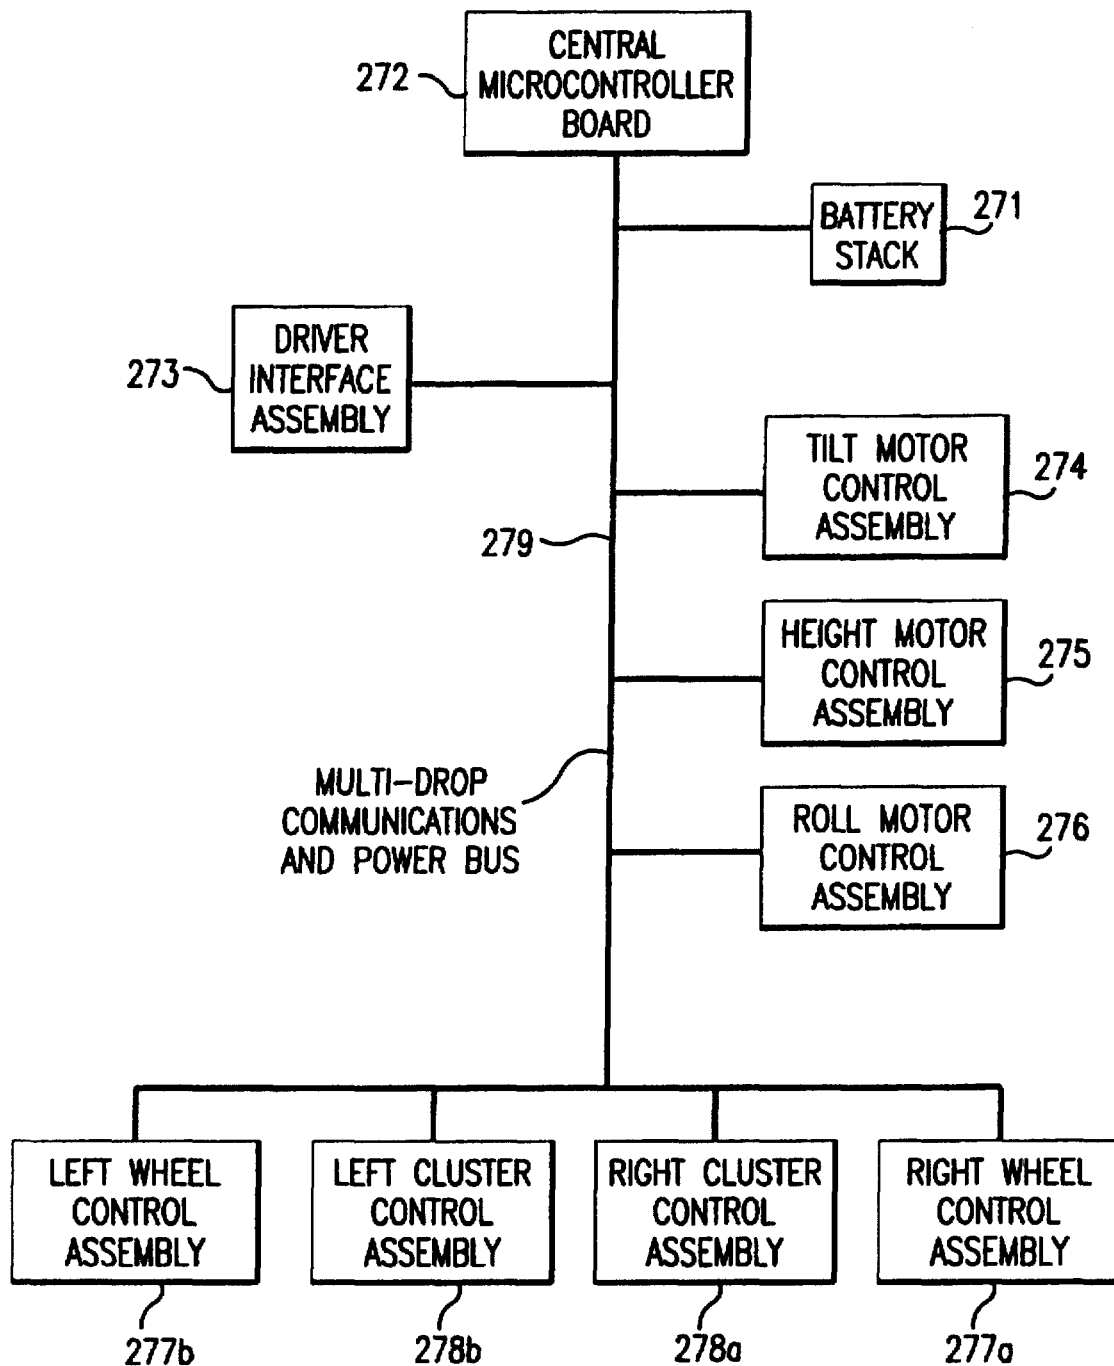 CENTRAL
MICROCONTROLLER
BOARD
272
BATTERY
STACK
271
DRIVER
INTERFACE
ASSEMBLY
273
TILT MOTOR
CONTROL
ASSEMBLY
274
279
HEIGHT MOTOR
CONTROL
ASSEMBLY
275
MULTI-DROP
COMMUNICATIONS
AND POWER BUS
ROLL MOTOR
CONTROL
ASSEMBLY
276
LEFT WHEEL
CONTROL
ASSEMBLY
277b
LEFT CLUSTER
CONTROL
ASSEMBLY
278b
RIGHT CLUSTER
CONTROL
ASSEMBLY
278a
RIGHT WHEEL
CONTROL
ASSEMBLY
277a